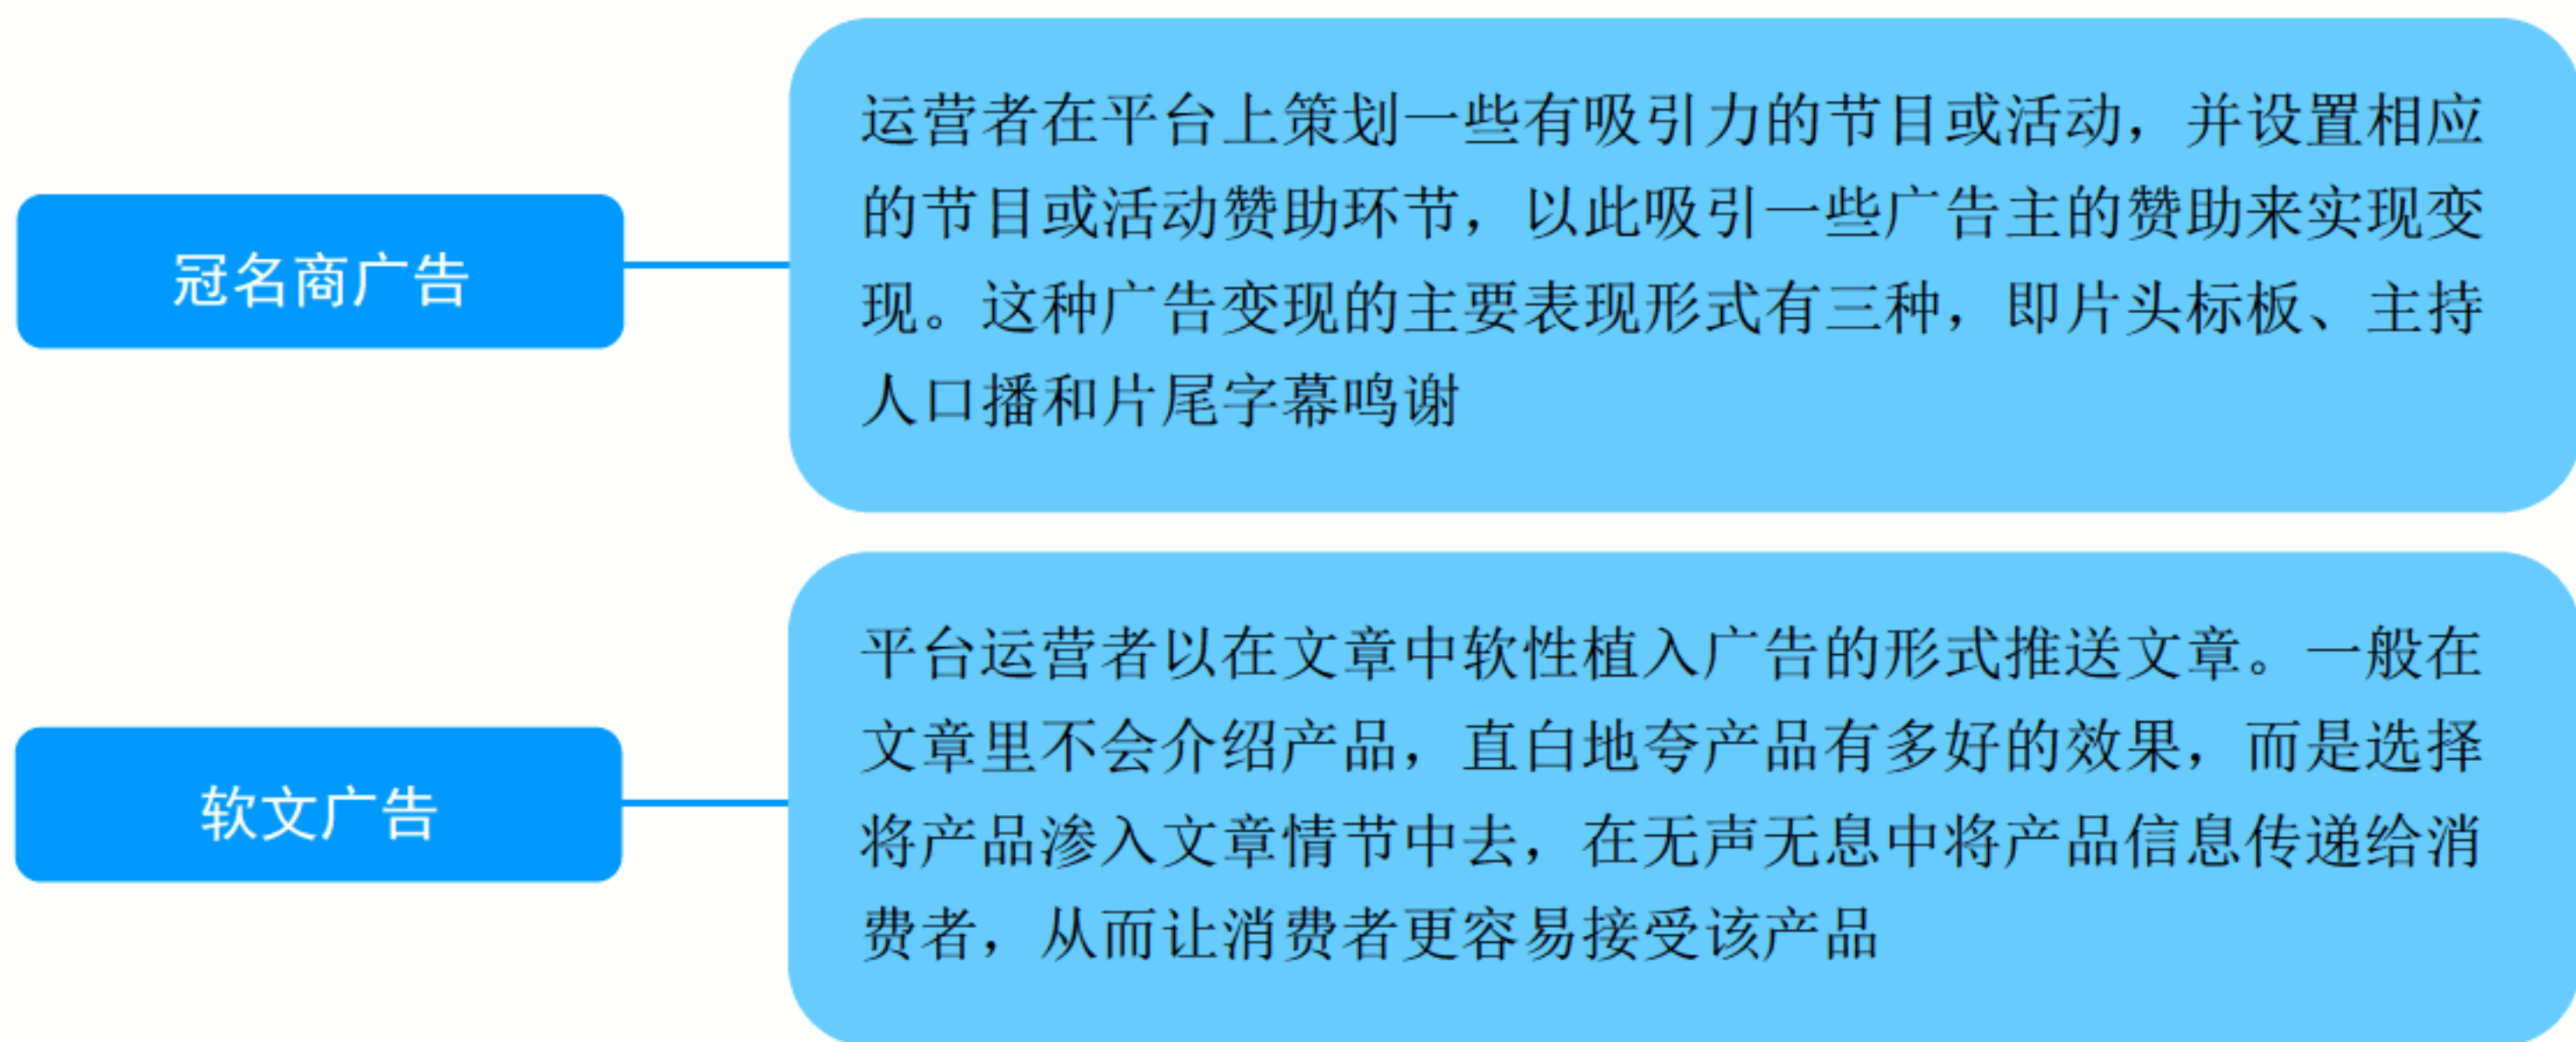 冠名商广告
运营者在平台上策划一些有吸引力的节目或活动，并设置相应
的节目或活动赞助环节，以此吸引一些广告主的赞助来实现变
现。这种广告变现的主要表现形式有三种，即片头标板、主持
人口播和片尾字幕鸣谢
软文广告
平台运营者以在文章中软性植入广告的形式推送文章。一般在
文章里不会介绍产品，直白地夸产品有多好的效果，而是选择
将产品渗入文章情节中去，在无声无息中将产品信息传递给消
费者，从而让消费者更容易接受该产品